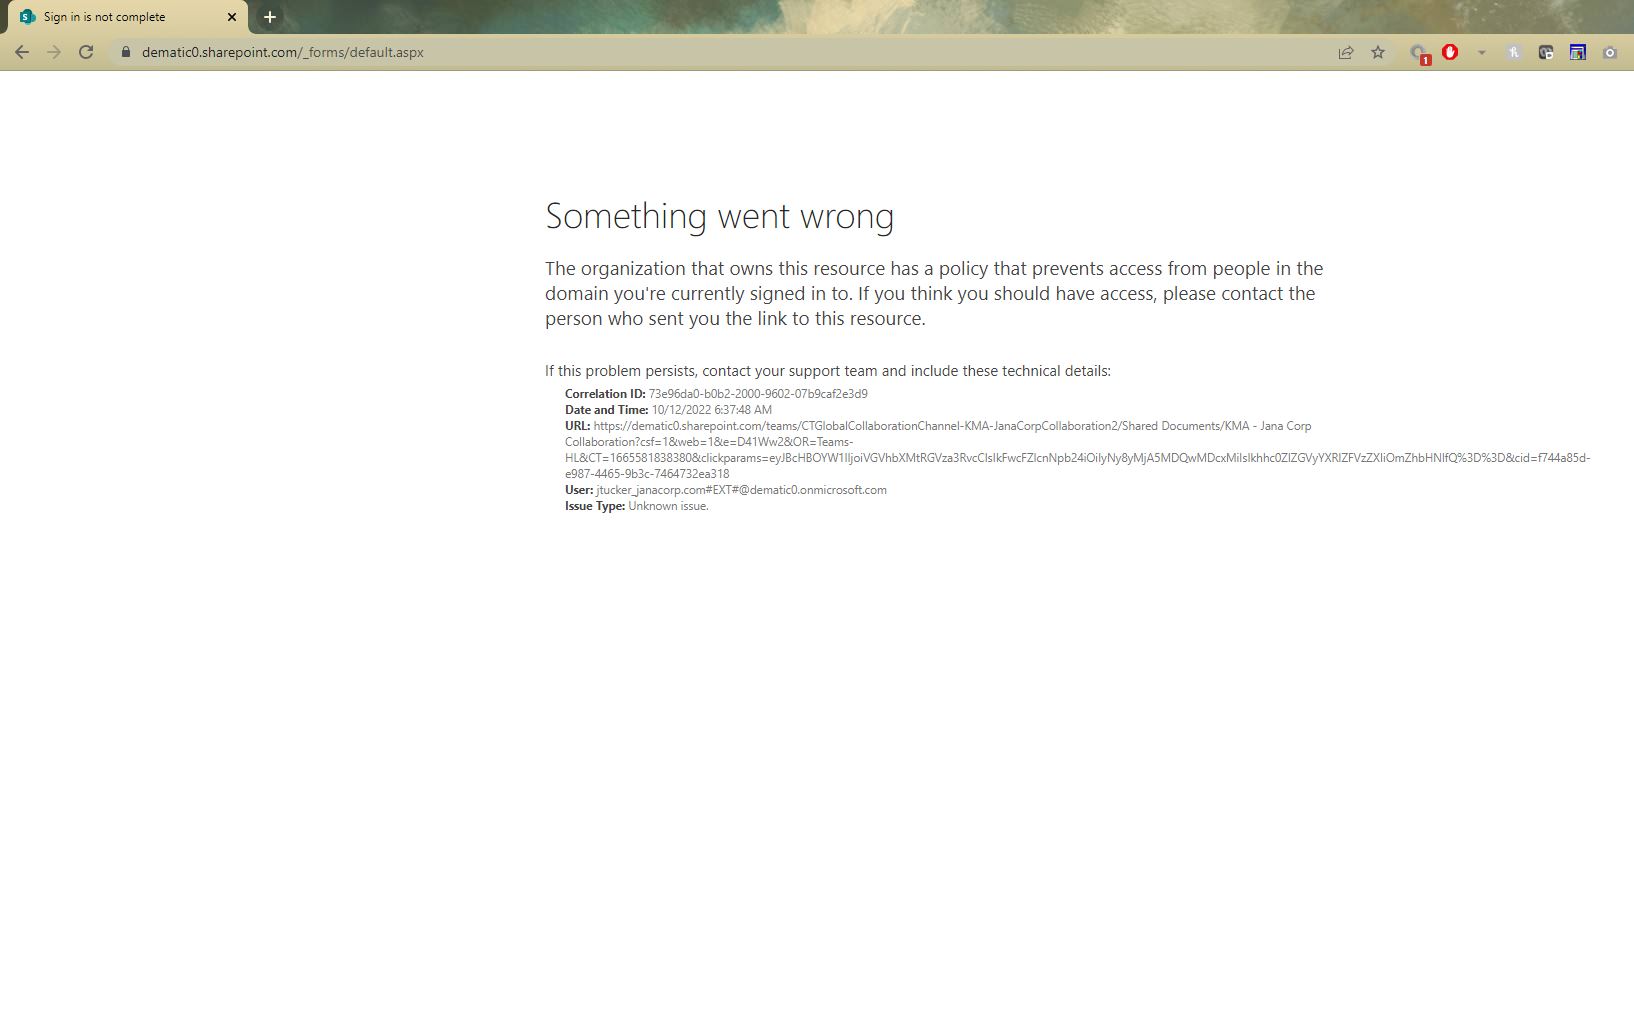 Sign in is not complete
dematic0.sharepoint.com/_forms/default.aspx
1
Something went wrong
The organization that owns this resource has a policy that prevents access from people in the
domain you're currently signed in to. If you think you should have access, please contact the
person who sent you the link to this resource.
If this problem persists, contact your support team and include these technical details:
Correlation ID: 73e96da0-b0b2-2000-9602-07b9caf2e3d9
Date and Time: 10/12/2022 6:37:48 AM
URL: https://dematic0.sharepoint.com/teams/CTGlobalCollaborationChannel-KMA-JanaCorpCollaboration2/Shared Documents/KMA - Jana Corp
Collaboration?csf=1&web=1&e=D41Ww2&OR=Teams-
HL&CT=1665581838380&clickparams=eyJBcHBOYW1lIjoiVGVhbXMtRGVza3RvcCIsIkFwcFZlcnNpb24iOiIyNy8yMjA5MDQwMDcxMiIsIkhhc0ZlZGVyYXRlZFVzZXIiOmZhbHNlfQ%3D%3D&cid=f744a85d-
e987-4465-9b3c-7464732ea318
User: jtucker_janacorp.com#EXT#@dematic0.onmicrosoft.com
Issue Type: Unknown issue.